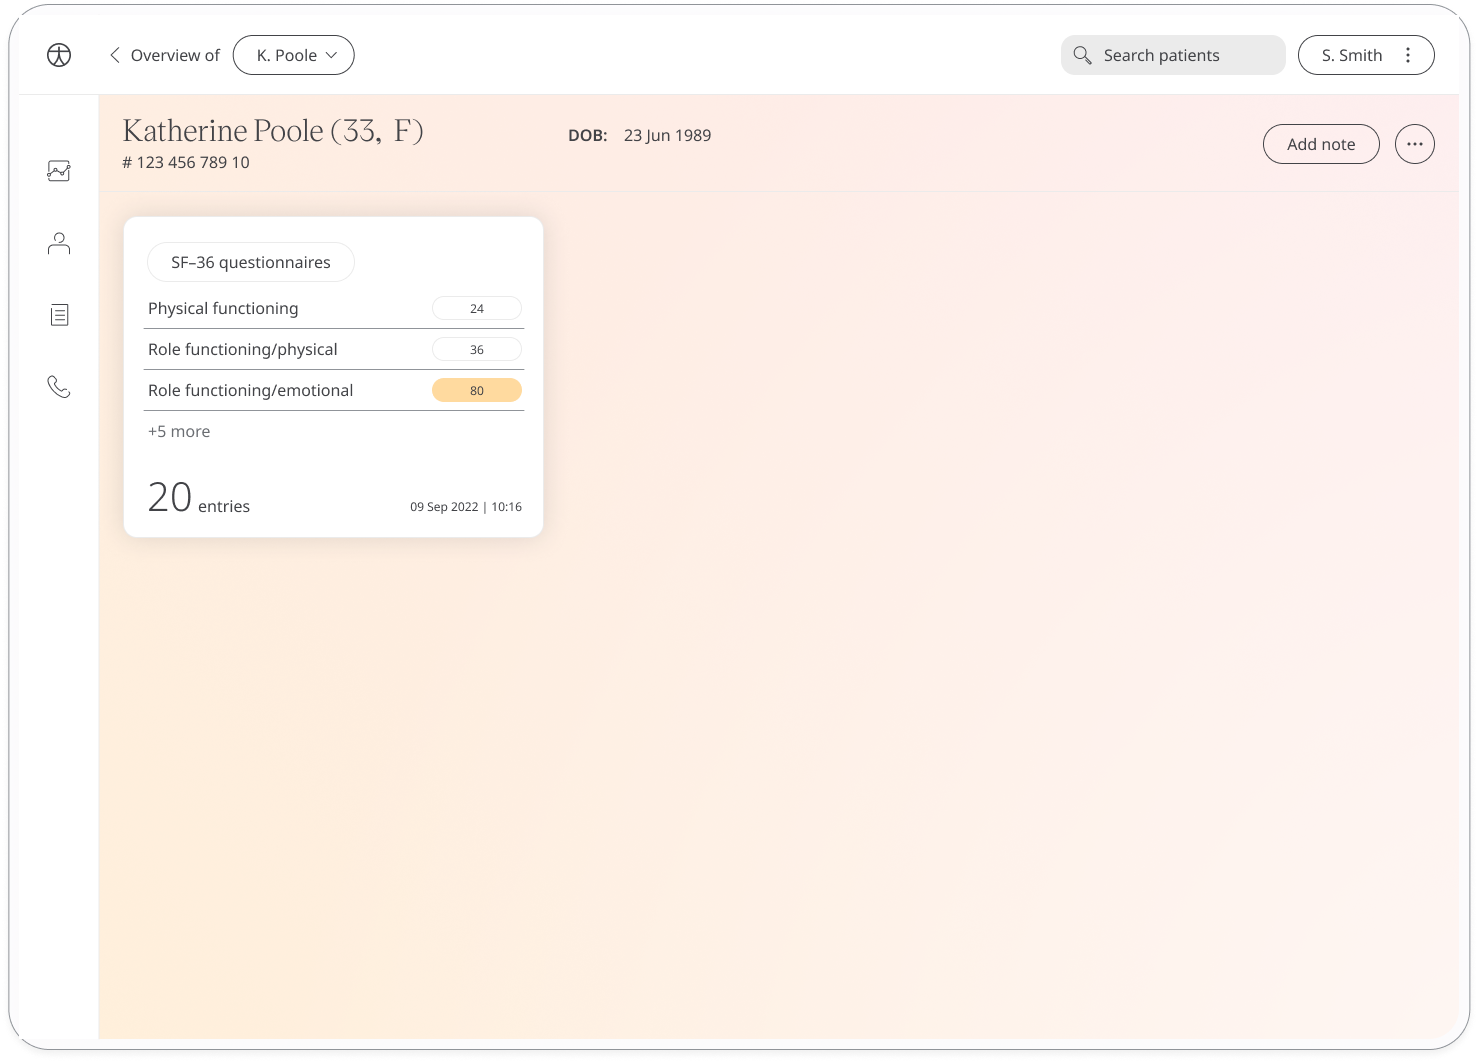 Overview of K. Poole
Search patients
S. Smith
Katherine Poole (33, F)
# 123 456 789 10
DOB: 23 Jun 1989
Add note
SF–36 questionnaires
Physical functioning 24
Role functioning/physical 36
Role functioning/emotional 80
+5 more
20 entries
09 Sep 2022 | 10:16